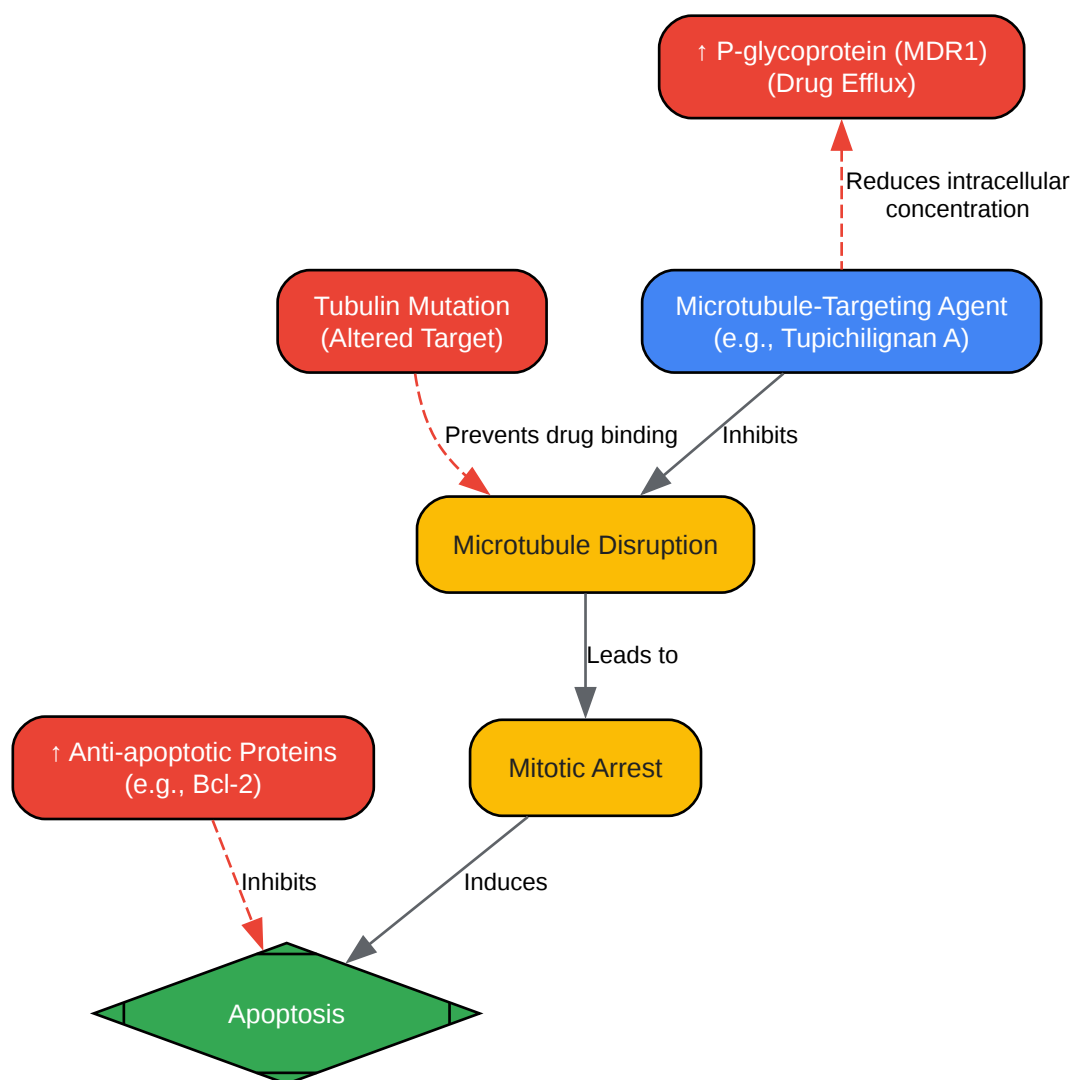 ↑ P-glycoprotein (MDR1)
(Drug Efflux)
Reduces intracellular
concentration
Tubulin Mutation
(Altered Target)
Microtubule-Targeting Agent
(e.g., Tupichilignan A)
Prevents drug binding
Inhibits
Microtubule Disruption
Leads to
↑ Anti-apoptotic Proteins
(e.g., Bcl-2)
Mitotic Arrest
Inhibits
Induces
Apoptosis